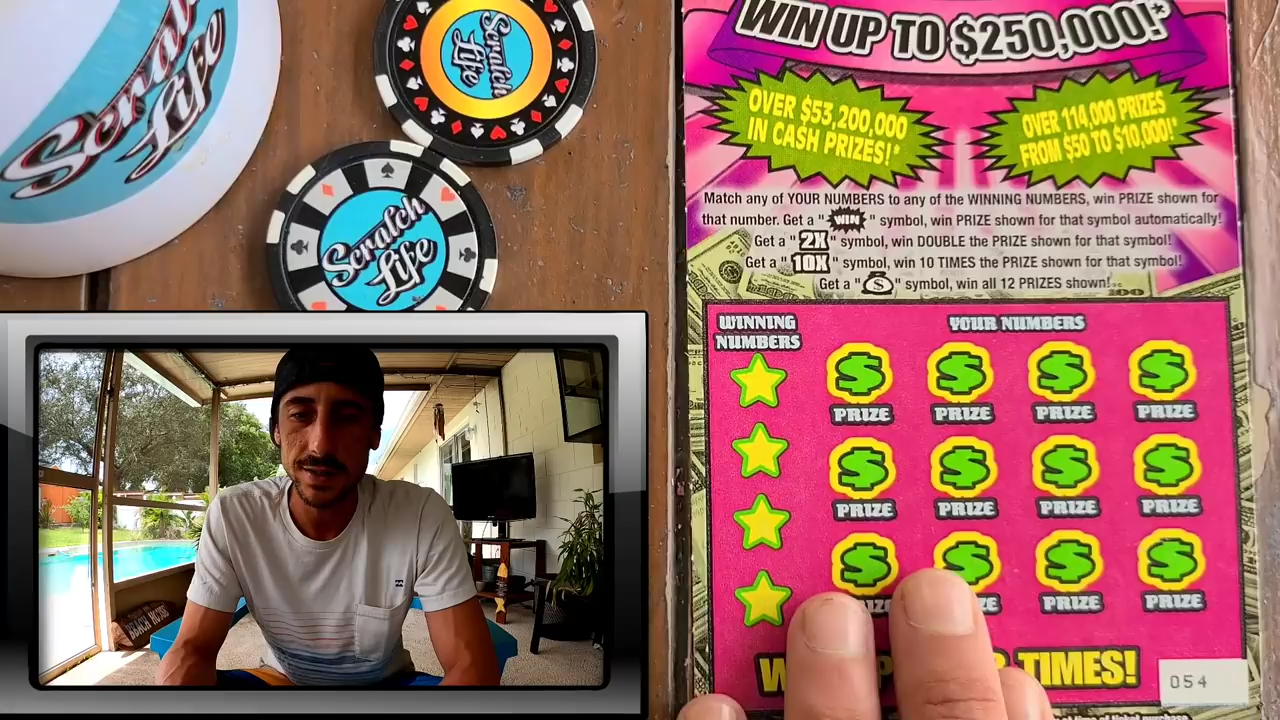 Scratch
Life
Scratch
Life
Scratch
Life
WIN UP TO $250,000!*
OVER $53,200,000
IN CASH PRIZES!*
OVER 114,000 PRIZES
FROM $50 TO $10,000!*
Match any of YOUR NUMBERS to any of the WINNING NUMBERS, win PRIZE shown for
that number. Get a "WIN" symbol, win PRIZE shown for that symbol automatically!
Get a "2X" symbol, win DOUBLE the PRIZE shown for that symbol!
Get a "10X" symbol, win 10 TIMES the PRIZE shown for that symbol!
Get a "$" symbol, win all 12 PRIZES shown!
WINNING
NUMBERS
YOUR NUMBERS
$ $ $ $
PRIZE PRIZE PRIZE PRIZE
$ $ $ $
PRIZE PRIZE PRIZE PRIZE
$ $ $ $
PRIZE PRIZE
TIMES!
054